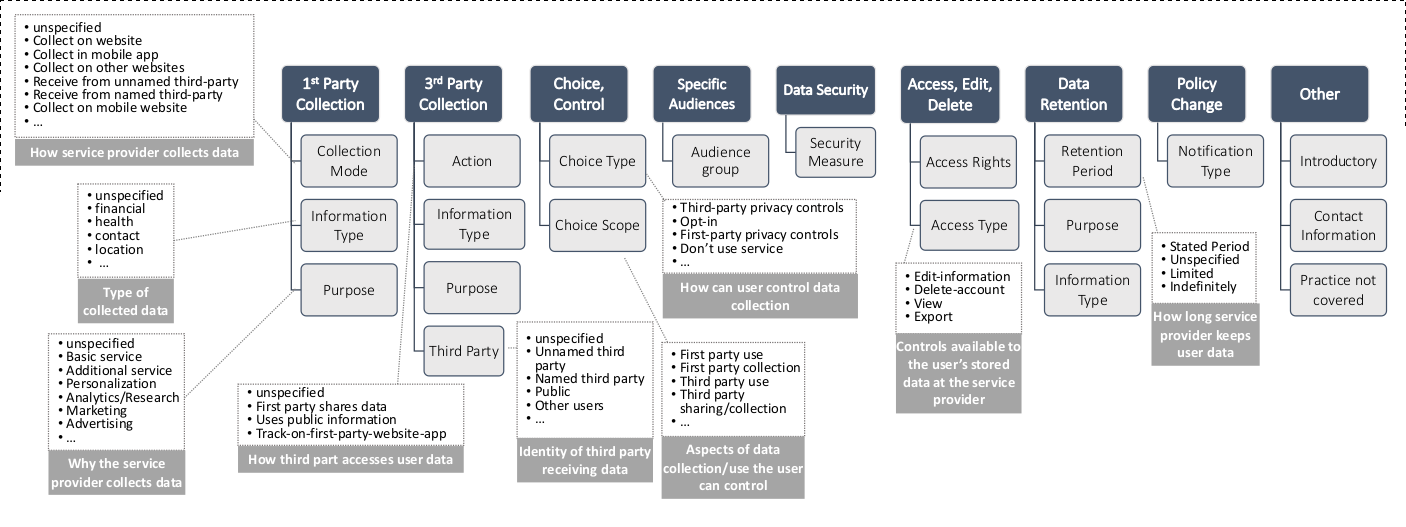 • unspecified
• Collect on website
• Collect in mobile app
• Collect on other websites
• Receive from unnamed third-party
• Receive from named third-party
• Collect on mobile website
• ...
How service provider collects data
• unspecified
• financial
• health
• contact
• location
• ...
Type of
collected data
• unspecified
• Basic service
• Additional service
• Personalization
• Analytics/Research
• Marketing
• Advertising
• ...
Why the service
provider collects data
1st Party
Collection
Collection
Mode
Information
Type
Purpose
3rd Party
Collection
Action
Information
Type
Purpose
Third Party
• unspecified
• First party shares data
• Uses public information
• Track-on-first-party-website-app
How third part accesses user data
• unspecified
• Unnamed third
party
• Named third party
• Public
• Other users
• ...
Identity of third party
receiving data
Choice,
Control
Choice Type
Choice Scope
• Third-party privacy controls
• Opt-in
• First-party privacy controls
• Don't use service
• ...
How can user control data
collection
• First party use
• First party collection
• Third party use
• Third party
sharing/collection
• ...
Aspects of data
collection/use the user
can control
Specific
Audiences
Audience
group
Data Security
Security
Measure
Access, Edit,
Delete
Access Rights
Access Type
• Edit-information
• Delete-account
• View
• Export
Controls available to
the user's stored
data at the service
provider
Data
Retention
Retention
Period
Purpose
Information
Type
• Stated Period
• Unspecified
• Limited
• Indefinitely
How long service
provider keeps
user data
Policy
Change
Notification
Type
Other
Introductory
Contact
Information
Practice not
covered